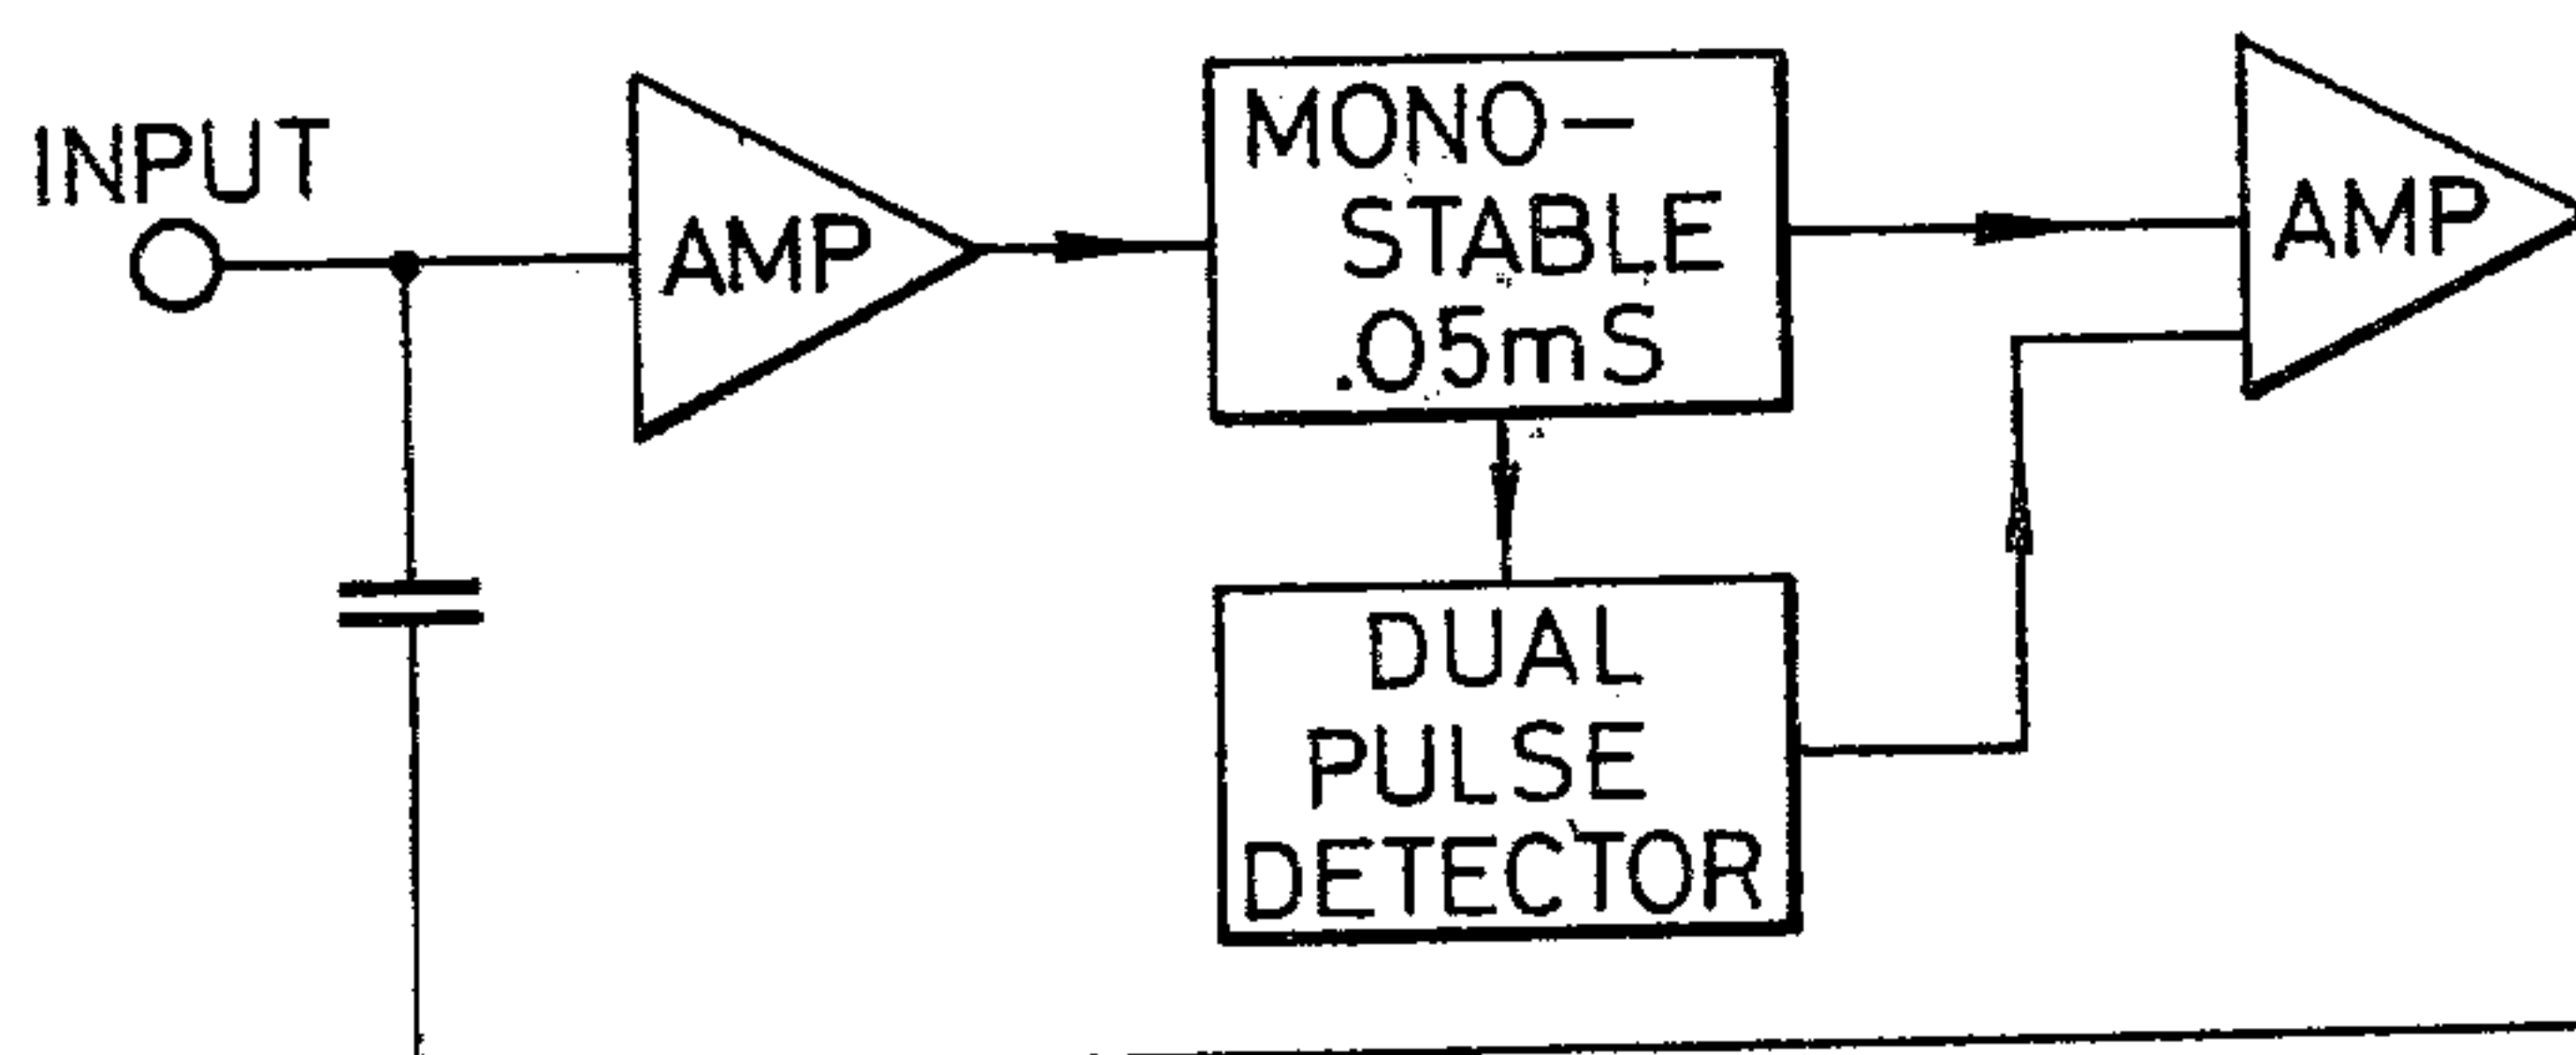 INPUT
AMP
MONO-
STABLE
.05mS
AMP
DUAL
PULSE
DETECTOR